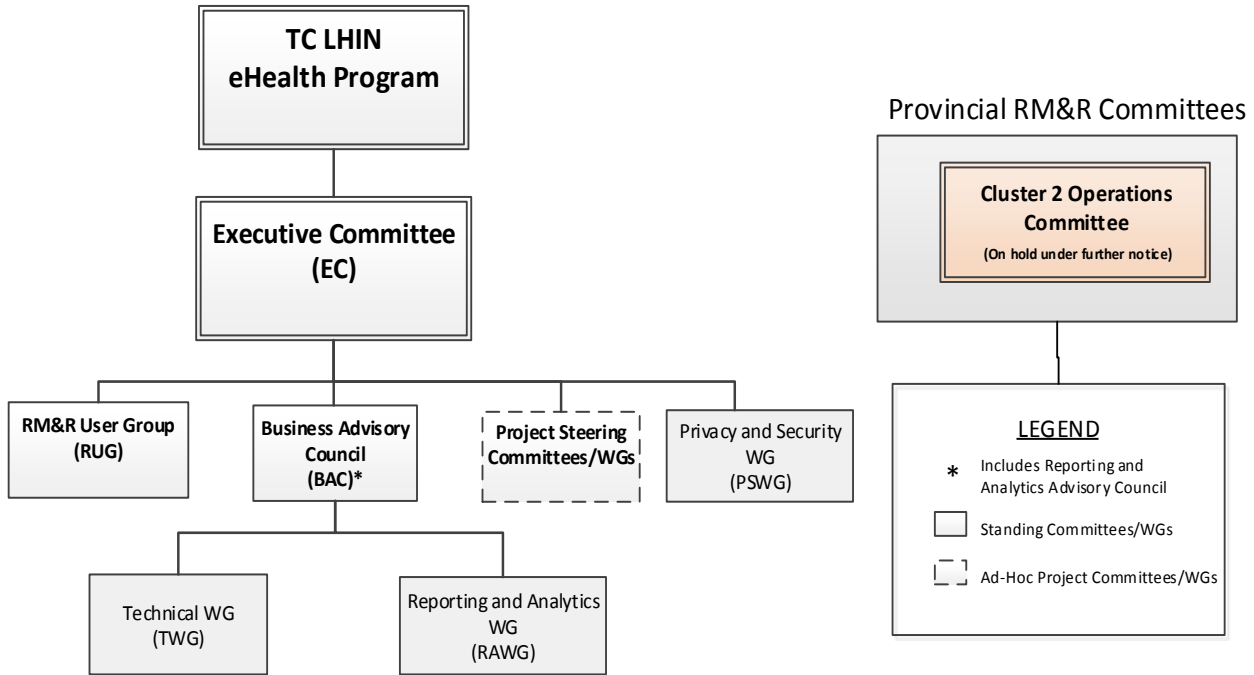 TC LHIN
eHealth Program
Executive Committee
(EC)
RM&R User Group
(RUG)
Business Advisory
Council
(BAC)*
Project Steering
Committees/WGs
Privacy and Security
WG
(PSWG)
Technical WG
(TWG)
Reporting and Analytics
WG
(RAWG)
Provincial RM&R Committees
Cluster 2 Operations
Committee
(On hold under further notice)
LEGEND
* Includes Reporting and
Analytics Advisory Council
Standing Committees/WGs
Ad-Hoc Project Committees/WGs